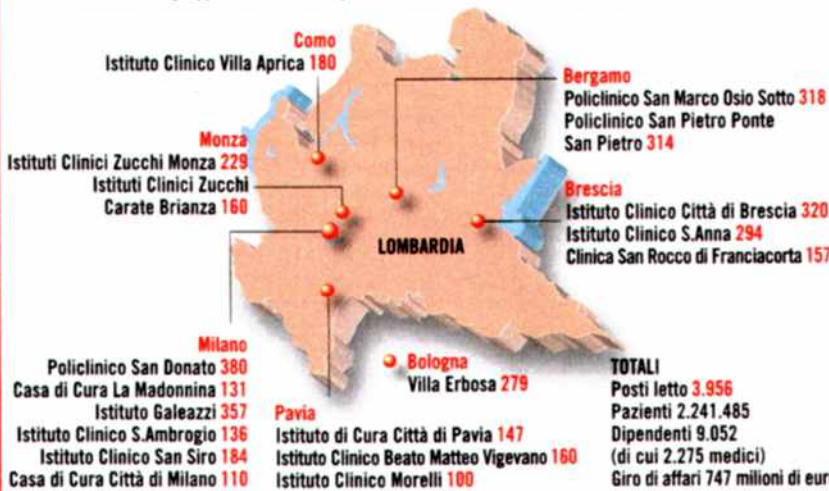 Como
Istituto Clinico Villa Aprica 180
Bergamo
Policlinico San Marco Osio Sotto 318
Policlinico San Pietro Ponte
San Pietro 314
Monza
Istituti Clinici Zucchi Monza 229
Istituti Clinici Zucchi
Carate Brianza 160
Brescia
Istituto Clinico Città di Brescia 320
Istituto Clinico S.Anna 294
Clinica San Rocco di Franciacorta 157
LOMBARDIA
Milano
Policlinico San Donato 380
Casa di Cura La Madonnina 131
Istituto Galeazzi 357
Istituto Clinico S.Ambrogio 136
Istituto Clinico San Siro 184
Casa di Cura Città di Milano 110
Bologna
Villa Erbosa 279
Pavia
Istituto di Cura Città di Pavia 147
Istituto Clinico Beato Matteo Vigevano 160
Istituto Clinico Morelli 100
TOTALI
Posti letto 3.956
Pazienti 2.241.485
Dipendenti 9.052
(di cui 2.275 medici)
Giro di affari 747 milioni di eur